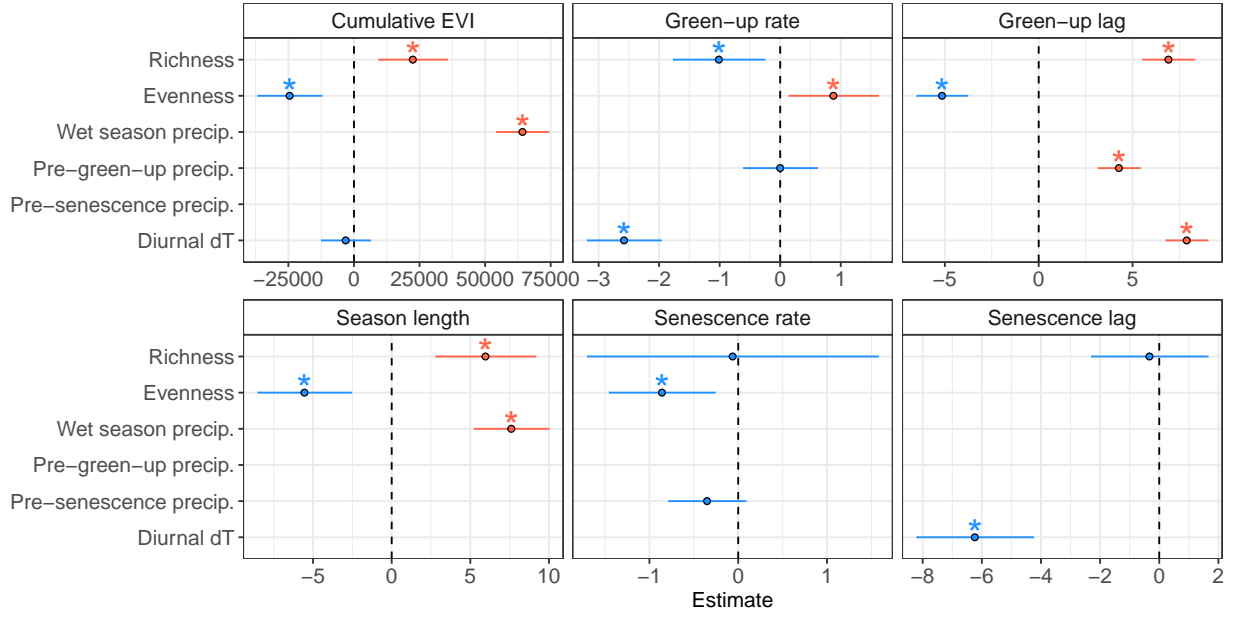 Cumulative EVI Green−up rate Green−up lag
Richness * * *
Evenness * * *
Wet season precip. *
Pre−green−up precip. *
Pre−senescence precip.
Diurnal dT * *
−25000 0 25000 50000 75000 −3 −2 −1 0 1 −5 0 5
Season length Senescence rate Senescence lag
Richness *
Evenness * *
Wet season precip. *
Pre−green−up precip.
Pre−senescence precip.
Diurnal dT *
−5 0 5 10 −1 0 1 −8 −6 −4 −2 0 2
Estimate